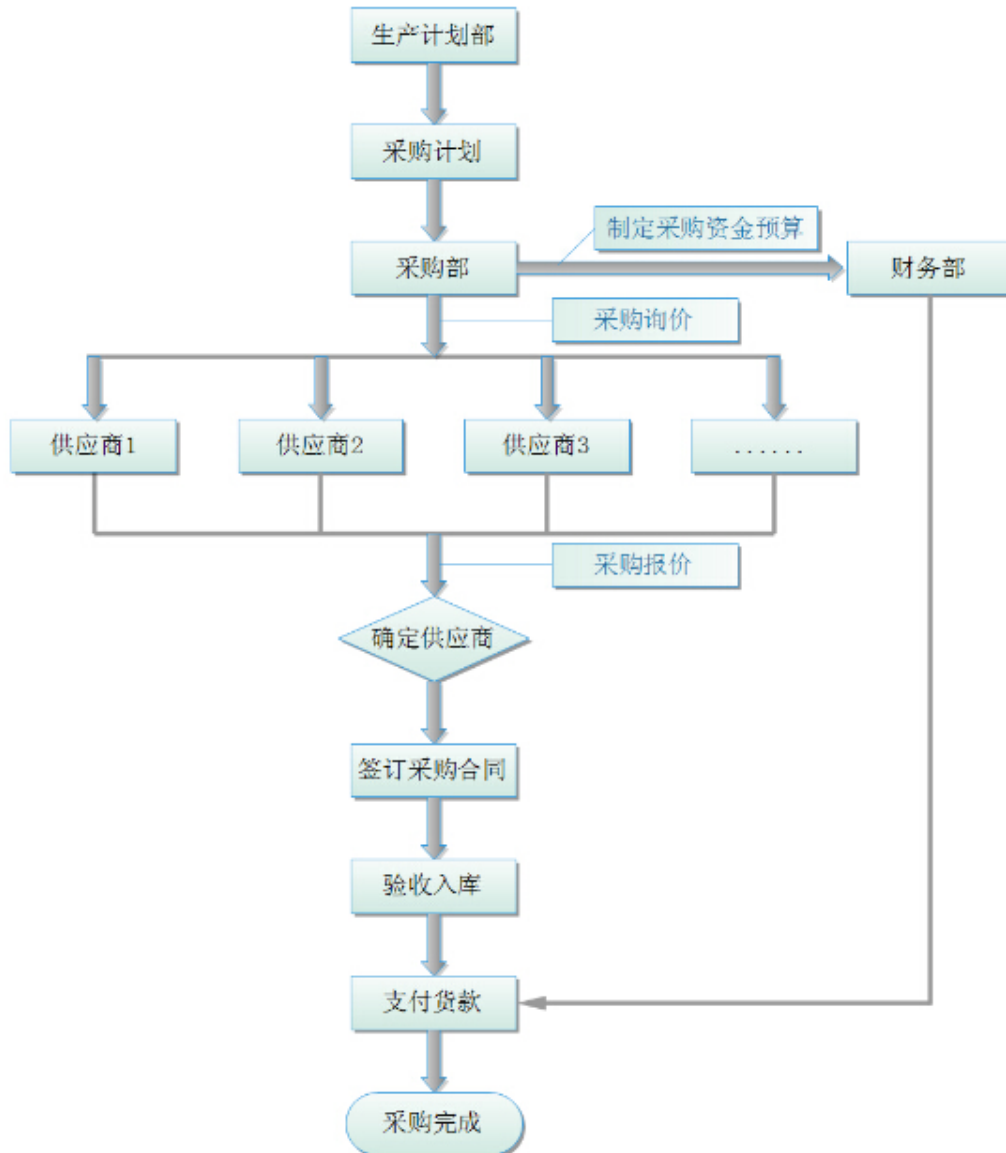 生产计划部
采购计划
制定采购资金预算
采购部
财务部
采购询价
供应商1
供应商2
供应商3
......
采购报价
确定供应商
签订采购合同
验收入库
支付货款
采购完成